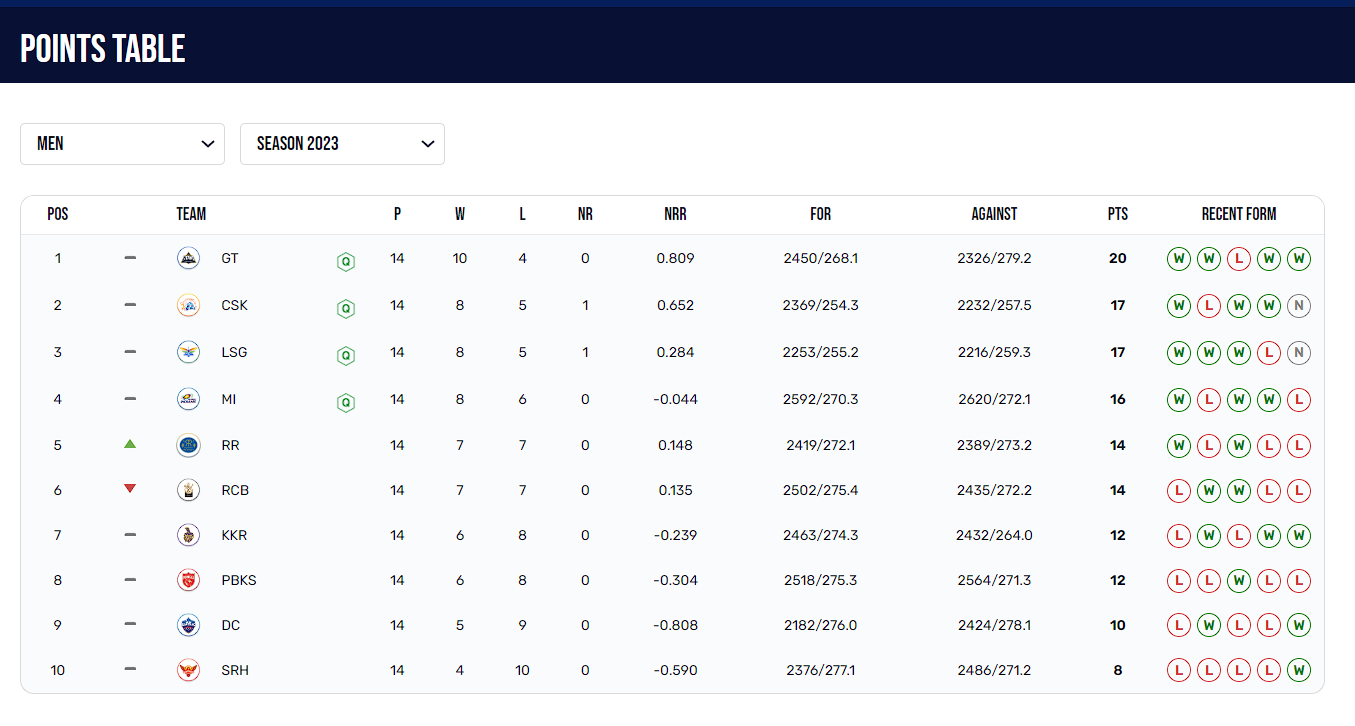 POINTS TABLE
MEN SEASON 2023
POS TEAM P W L NR NRR FOR AGAINST PTS RECENT FORM
1 GT Q 14 10 4 0 0.809 2450/268.1 2326/279.2 20 W W L W W
2 CSK Q 14 8 5 1 0.652 2369/254.3 2232/257.5 17 W L W W N
3 LSG Q 14 8 5 1 0.284 2253/255.2 2216/259.3 17 W W W L N
4 MI Q 14 8 6 0 -0.044 2592/270.3 2620/272.1 16 W L W W L
5 RR 14 7 7 0 0.148 2419/272.1 2389/273.2 14 W L W L L
6 RCB 14 7 7 0 0.135 2502/275.4 2435/272.2 14 L W W L L
7 KKR 14 6 8 0 -0.239 2463/274.3 2432/264.0 12 L W L W W
8 PBKS 14 6 8 0 -0.304 2518/275.3 2564/271.3 12 L L W L L
9 DC 14 5 9 0 -0.808 2182/276.0 2424/278.1 10 L W L L W
10 SRH 14 4 10 0 -0.590 2376/277.1 2486/271.2 8 L L L L W